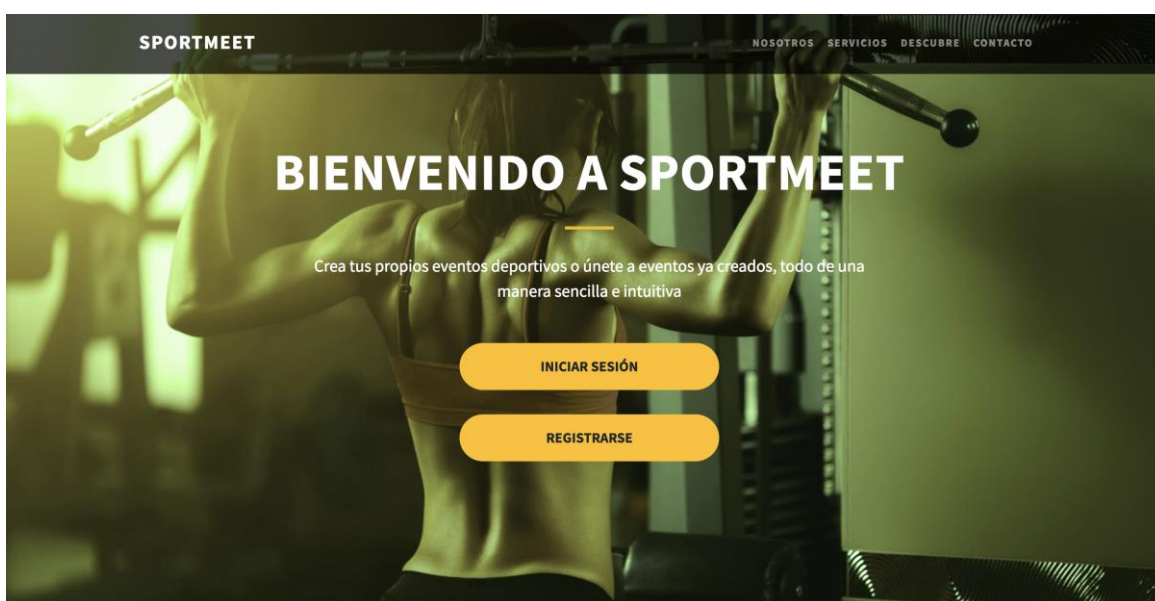 SPORTMEET
NOSOTROS SERVICIOS DESCUBRE CONTACTO
BIENVENIDO A SPORTMEET
Crea tus propios eventos deportivos o únete a eventos ya creados, todo de una
manera sencilla e intuitiva
INICIAR SESIÓN
REGISTRARSE